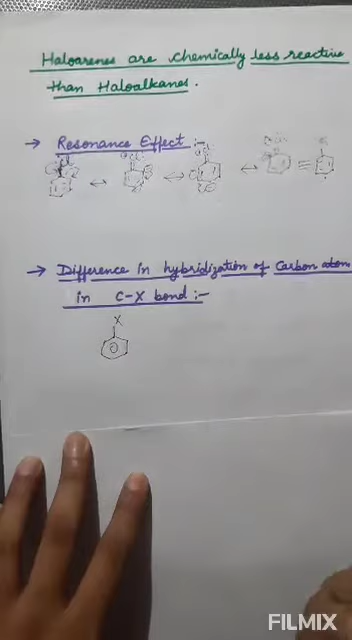 Haloarenes are chemically less reactive
than Haloalkanes.
→ Resonance Effect :-
→ Difference in hybridization of Carbon atom
in C-X bond :-
X
FILMIX